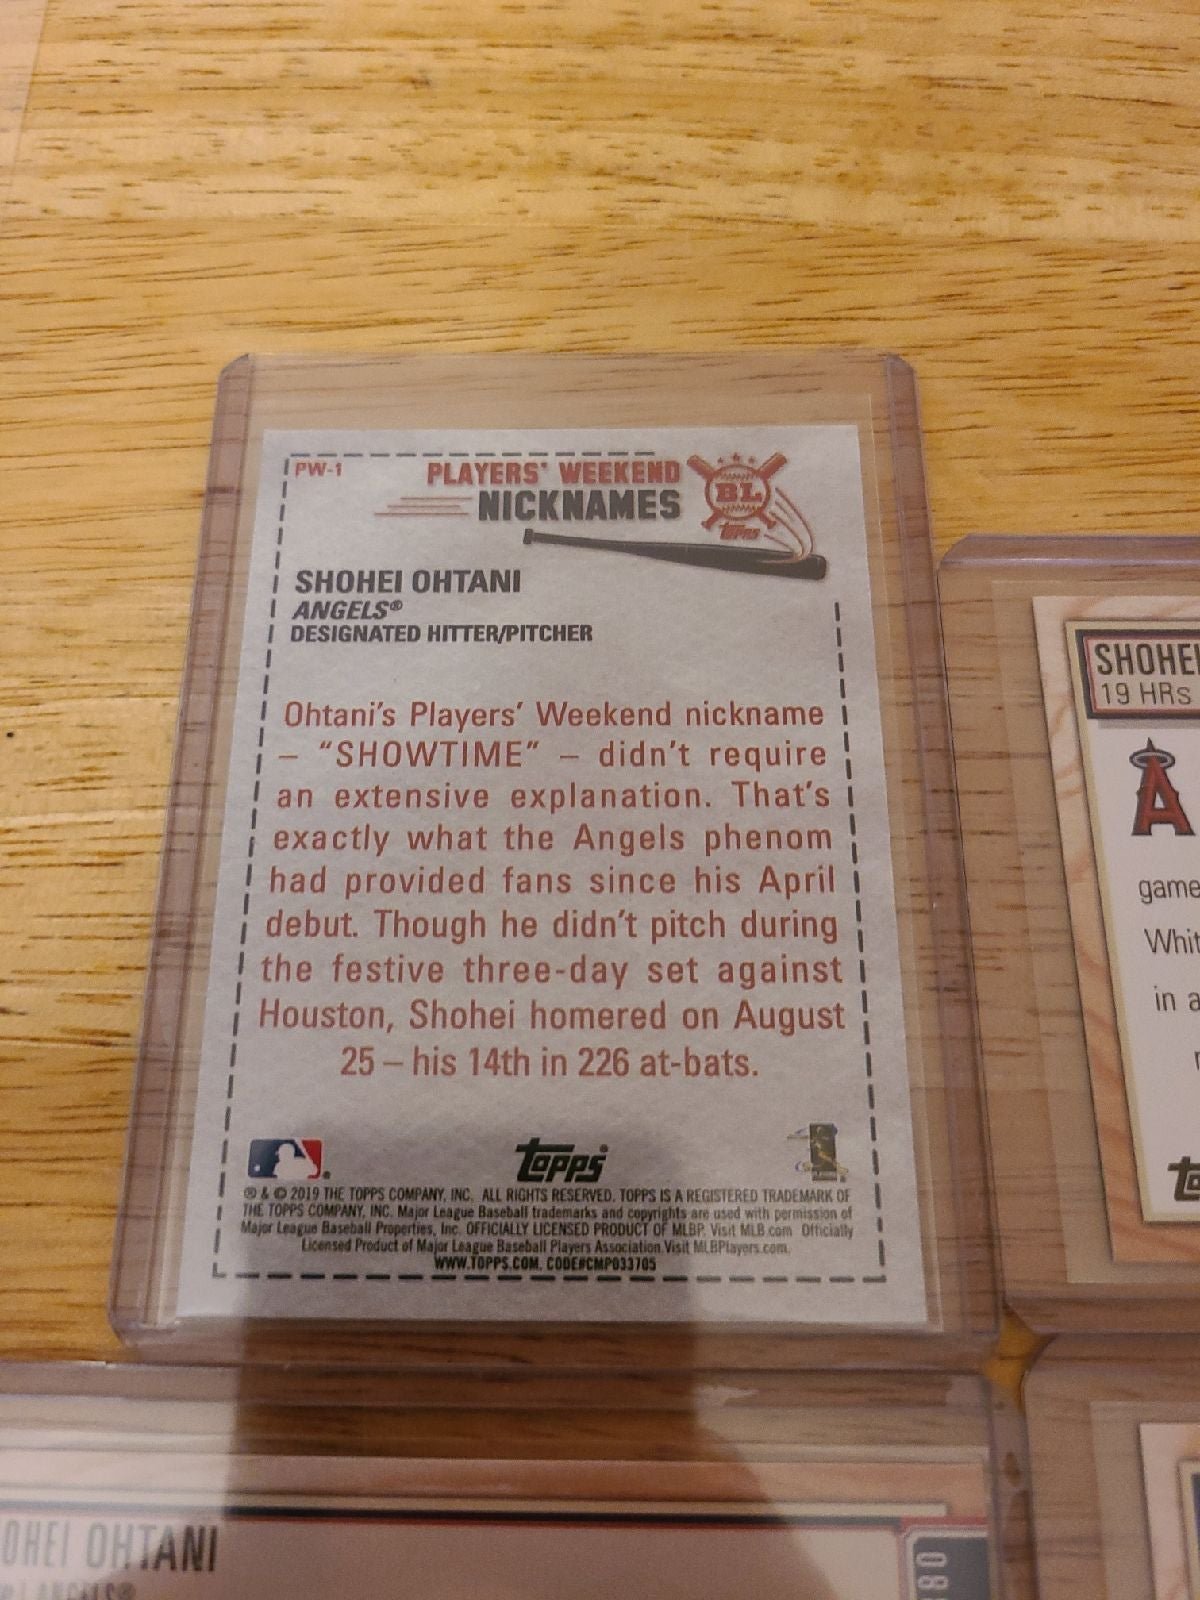 PW-1
PLAYERS' WEEKEND
NICKNAMES
BL
Topps
SHOHEI OHTANI
ANGELS®
DESIGNATED HITTER/PITCHER
Ohtani's Players' Weekend nickname
– "SHOWTIME" – didn't require
an extensive explanation. That's
exactly what the Angels phenom
had provided fans since his April
debut. Though he didn't pitch during
the festive three-day set against
Houston, Shohei homered on August
25 – his 14th in 226 at-bats.
Topps®
® & © 2019 THE TOPPS COMPANY, INC. ALL RIGHTS RESERVED. TOPPS IS A REGISTERED TRADEMARK OF
THE TOPPS COMPANY, INC. Major League Baseball trademarks and copyrights are used with permission of
Major League Baseball Properties, Inc. OFFICIALLY LICENSED PRODUCT OF MLBP. Visit MLB.com Officially
Licensed Product of Major League Baseball Players Association.Visit MLBPlayers.com.
WWW.TOPPS.COM. CODE#CMP033705
SHOHEI
19 HRs
A
game
Whit
in a
OHEI OHTANI
ANGELS®